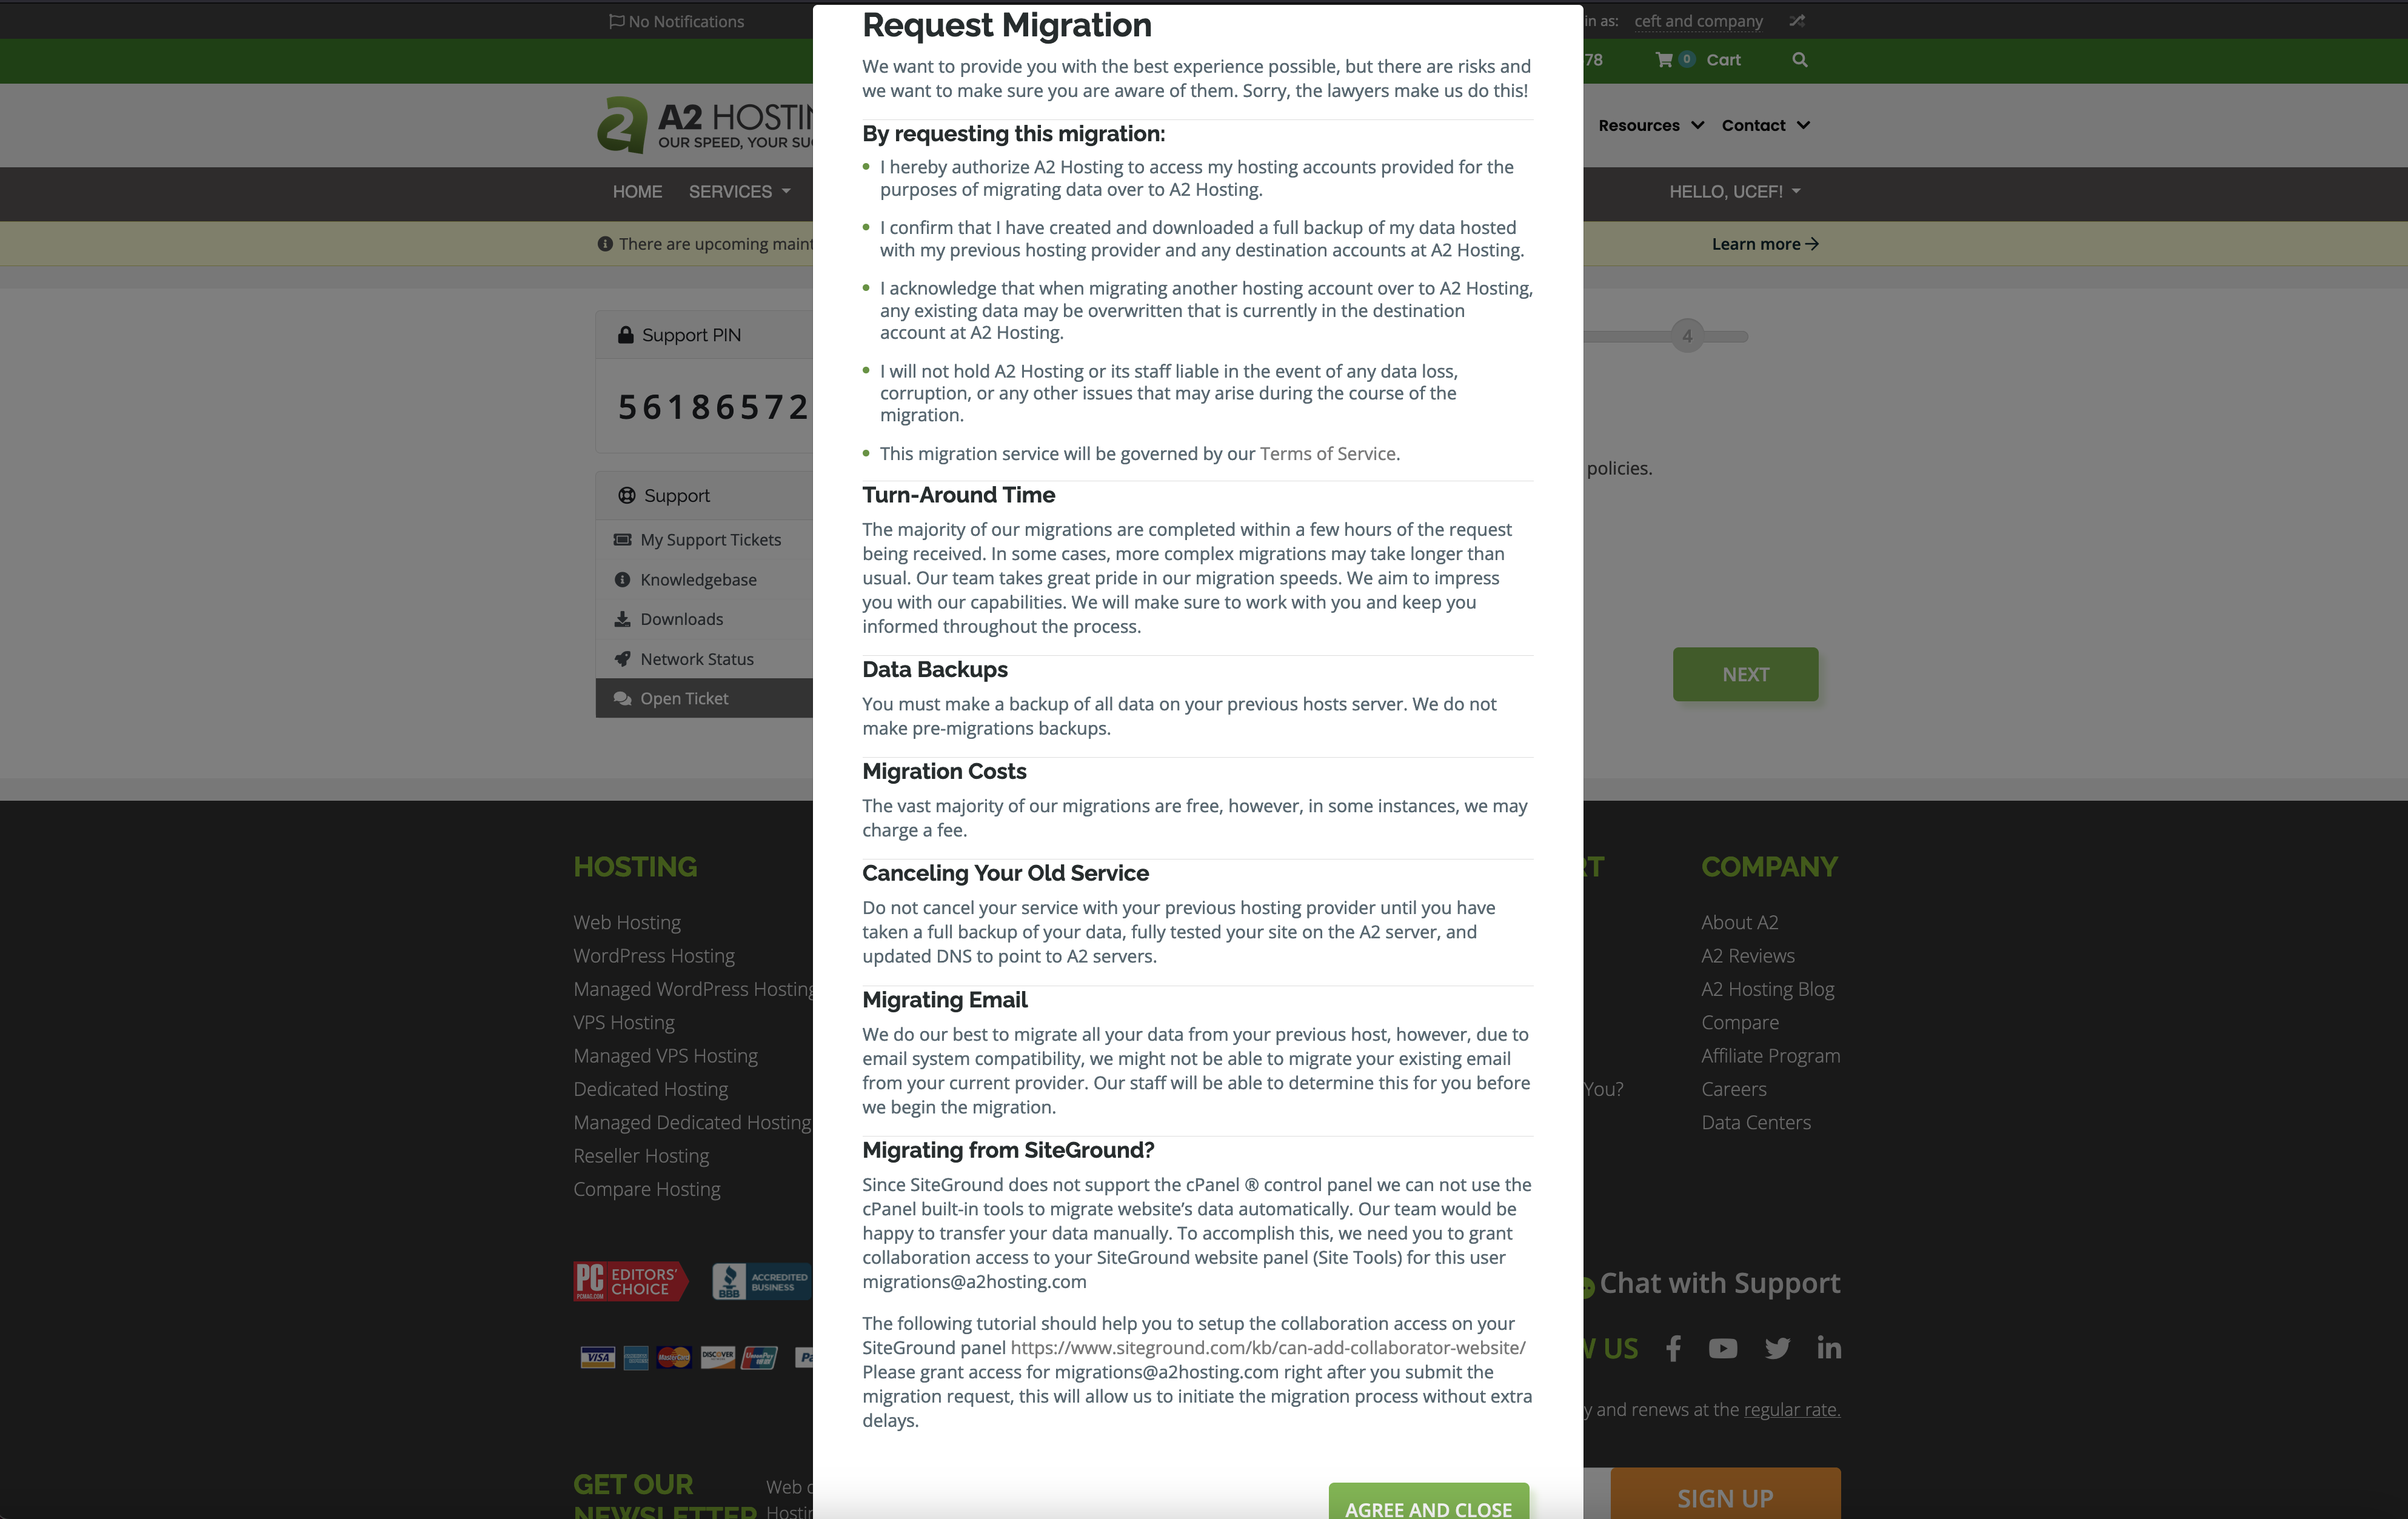 No Notifications
in as: ceft and company
78
0 Cart
A2 HOSTIN
OUR SPEED, YOUR SU
Resources
Contact
HOME
SERVICES
HELLO, UCEF!
There are upcoming maint
Learn more
Support PIN
56186572
Support
My Support Tickets
Knowledgebase
Downloads
Network Status
Open Ticket
Request Migration
We want to provide you with the best experience possible, but there are risks and
we want to make sure you are aware of them. Sorry, the lawyers make us do this!
By requesting this migration:
I hereby authorize A2 Hosting to access my hosting accounts provided for the
purposes of migrating data over to A2 Hosting.
I confirm that I have created and downloaded a full backup of my data hosted
with my previous hosting provider and any destination accounts at A2 Hosting.
I acknowledge that when migrating another hosting account over to A2 Hosting,
any existing data may be overwritten that is currently in the destination
account at A2 Hosting.
I will not hold A2 Hosting or its staff liable in the event of any data loss,
corruption, or any other issues that may arise during the course of the
migration.
This migration service will be governed by our Terms of Service.
Turn-Around Time
The majority of our migrations are completed within a few hours of the request
being received. In some cases, more complex migrations may take longer than
usual. Our team takes great pride in our migration speeds. We aim to impress
you with our capabilities. We will make sure to work with you and keep you
informed throughout the process.
Data Backups
You must make a backup of all data on your previous hosts server. We do not
make pre-migrations backups.
Migration Costs
The vast majority of our migrations are free, however, in some instances, we may
charge a fee.
Canceling Your Old Service
Do not cancel your service with your previous hosting provider until you have
taken a full backup of your data, fully tested your site on the A2 server, and
updated DNS to point to A2 servers.
Migrating Email
We do our best to migrate all your data from your previous host, however, due to
email system compatibility, we might not be able to migrate your existing email
from your current provider. Our staff will be able to determine this for you before
we begin the migration.
Migrating from SiteGround?
Since SiteGround does not support the cPanel ® control panel we can not use the
cPanel built-in tools to migrate website’s data automatically. Our team would be
happy to transfer your data manually. To accomplish this, we need you to grant
collaboration access to your SiteGround website panel (Site Tools) for this user
migrations@a2hosting.com
The following tutorial should help you to setup the collaboration access on your
SiteGround panel https://www.siteground.com/kb/can-add-collaborator-website/
Please grant access for migrations@a2hosting.com right after you submit the
migration request, this will allow us to initiate the migration process without extra
delays.
AGREE AND CLOSE
4
policies.
NEXT
HOSTING
Web Hosting
WordPress Hosting
Managed WordPress Hosting
VPS Hosting
Managed VPS Hosting
Dedicated Hosting
Managed Dedicated Hosting
Reseller Hosting
Compare Hosting
RT
You?
COMPANY
About A2
A2 Reviews
A2 Hosting Blog
Compare
Affiliate Program
Careers
Data Centers
PC
PCMAG.COM
EDITORS'
CHOICE
BBB
ACCREDITED
BUSINESS
VISA
MasterCard
DISCOVER
Pa
Chat with Support
W US
y and renews at the regular rate.
GET OUR
NEWSLETTER
Web
Hostin
SIGN UP